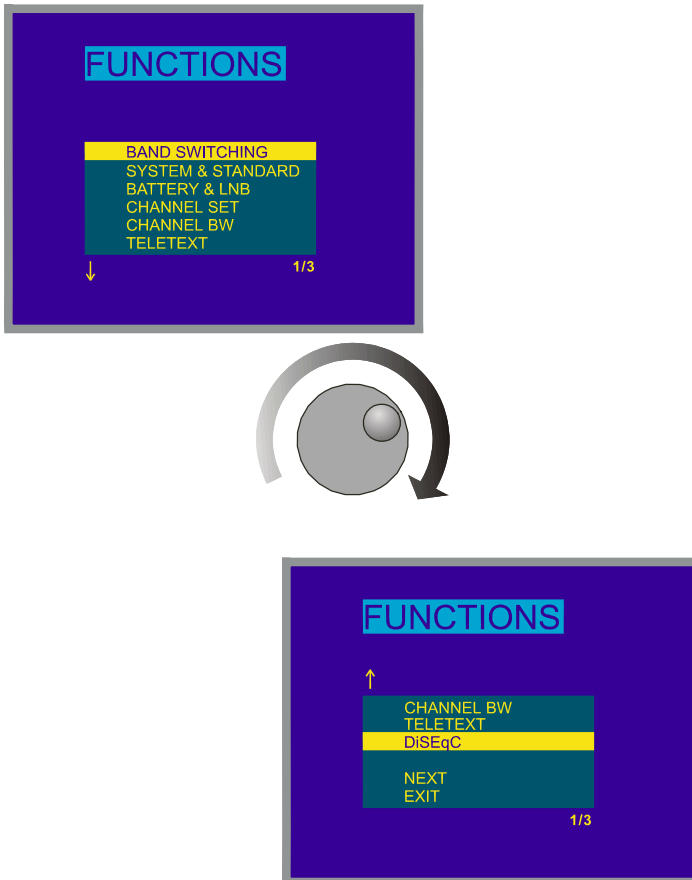 FUNCTIONS
BAND SWITCHING
SYSTEM & STANDARD
BATTERY & LNB
CHANNEL SET
CHANNEL BW
TELETEXT
↓ 1/3
FUNCTIONS
↑
CHANNEL BW
TELETEXT
DiSEqC
NEXT
EXIT
1/3